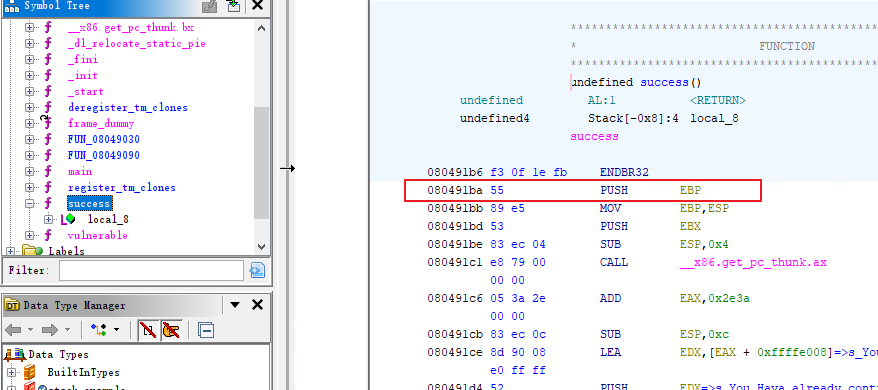 Symbol Tree
__x86.get_pc_thunk.bx
_dl_relocate_static_pie
_fini
_init
_start
deregister_tm_clones
frame_dummy
FUN_08049030
FUN_08049090
main
register_tm_clones
success
local_8
vulnerable
Labels
Filter:
Data Type Manager
Data Types
BuiltInTypes
************************************************
* FUNCTION
************************************************
undefined success()
undefined AL:1 <RETURN>
undefined4 Stack[-0x8]:4 local_8
success
080491b6 f3 0f 1e fb ENDBR32
080491ba 55 PUSH EBP
080491bb 89 e5 MOV EBP,ESP
080491bd 53 PUSH EBX
080491be 83 ec 04 SUB ESP,0x4
080491c1 e8 79 00 CALL __x86.get_pc_thunk.ax
00 00
080491c6 05 3a 2e ADD EAX,0x2e3a
00 00
080491cb 83 ec 0c SUB ESP,0xc
080491ce 8d 90 08 LEA EDX,[EAX + 0xffffe008]=>s_You
e0 ff ff
080491d4 52 PUSH EDX=>s_You_Hava_already_cont